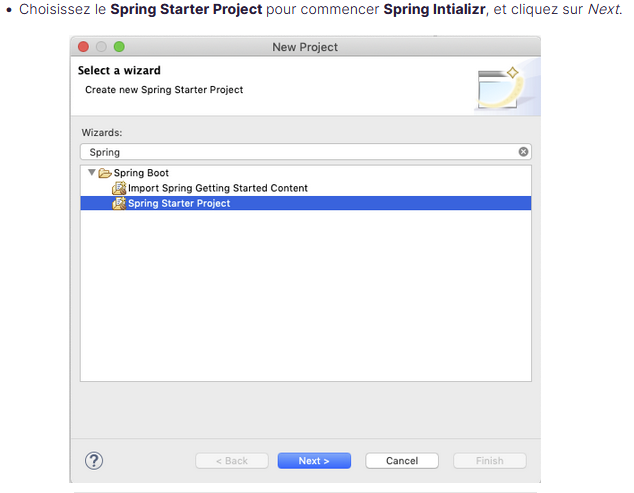 • Choisissez le Spring Starter Project pour commencer Spring Intializr, et cliquez sur Next.
New Project
Select a wizard
Create new Spring Starter Project
Wizards:
Spring
Spring Boot
Import Spring Getting Started Content
Spring Starter Project
?
< Back
Next >
Cancel
Finish